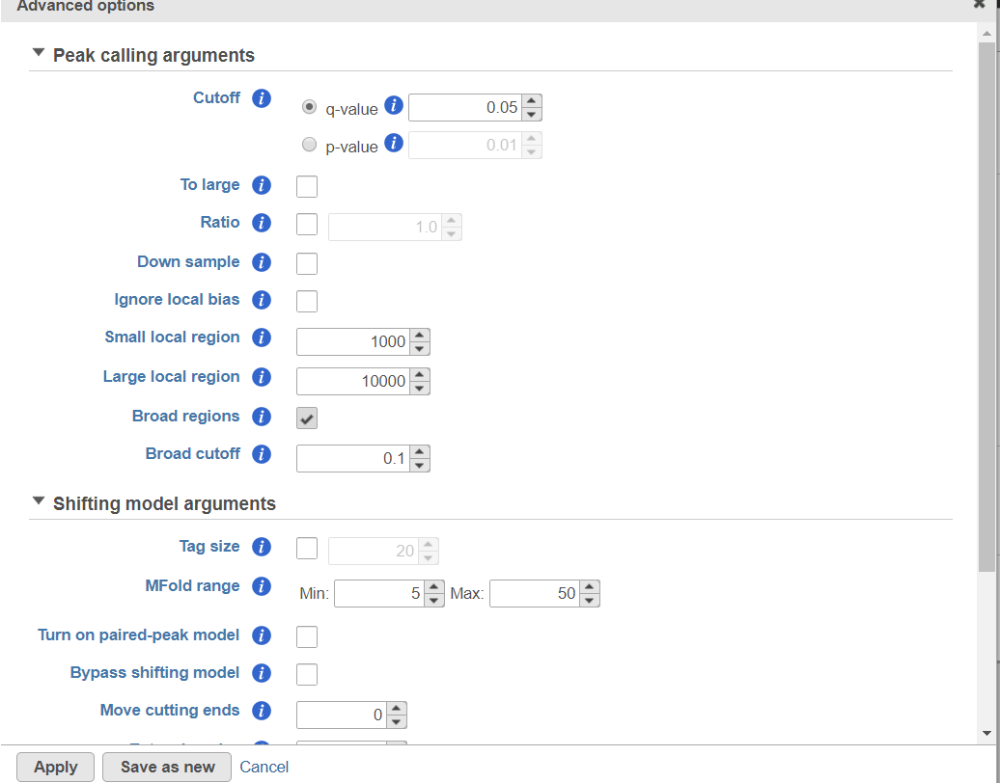 Advanced options
Peak calling arguments
Cutoff i q-value i 0.05
p-value i 0.01
To large i
Ratio i 1.0
Down sample i
Ignore local bias i
Small local region i 1000
Large local region i 10000
Broad regions i
Broad cutoff i 0.1
Shifting model arguments
Tag size i 20
MFold range i Min: 5 Max: 50
Turn on paired-peak model i
Bypass shifting model i
Move cutting ends i 0
Apply Save as new Cancel